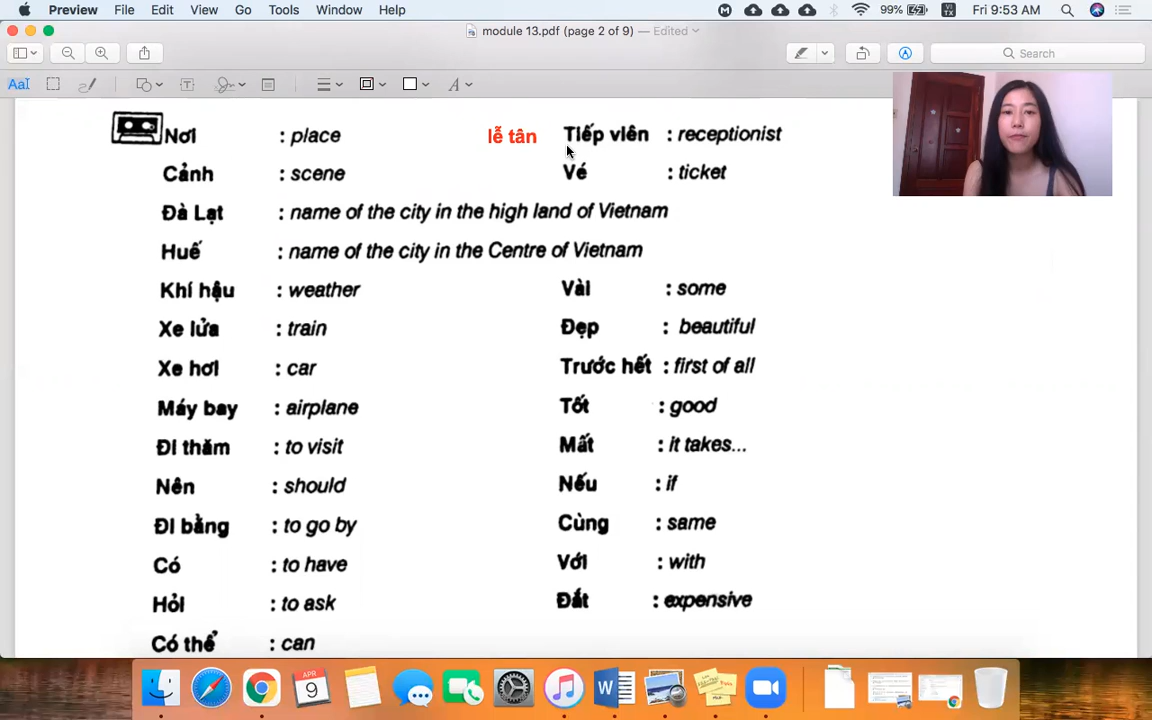 Preview File Edit View Go Tools Window Help 99% VI TX Fri 9:53 AM
module 13.pdf (page 2 of 9) — Edited
Search
AaI T A
Nơi : place lễ tân Tiếp viên : receptionist
Cảnh : scene Vé : ticket
Đà Lạt : name of the city in the high land of Vietnam
Huế : name of the city in the Centre of Vietnam
Khí hậu : weather Vài : some
Xe lửa : train Đẹp : beautiful
Xe hơi : car Trước hết : first of all
Máy bay : airplane Tốt : good
Đi thăm : to visit Mất : it takes...
Nên : should Nếu : if
Đi bằng : to go by Cùng : same
Có : to have Với : with
Hỏi : to ask Đắt : expensive
Có thể : can
APR
9